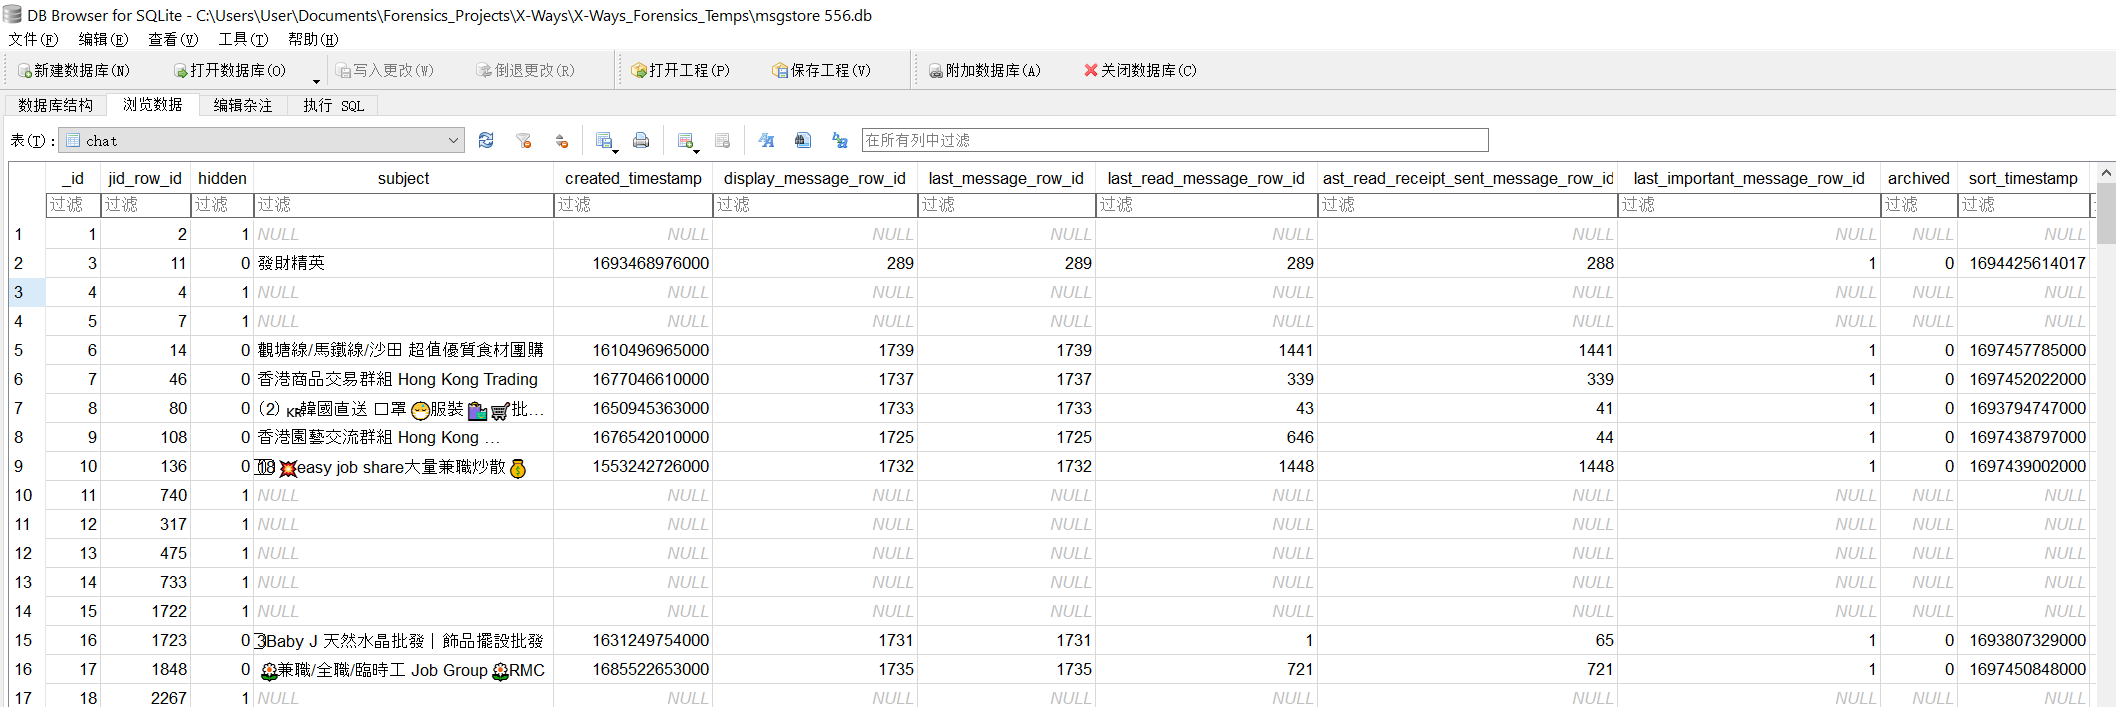 DB Browser for SQLite - C:\Users\User\Documents\Forensics_Projects\X-Ways\X-Ways_Forensics_Temps\msgstore 556.db
文件(F) 编辑(E) 查看(V) 工具(T) 帮助(H)
新建数据库(N) 打开数据库(O) 写入更改(W) 倒退更改(R) 打开工程(P) 保存工程(V) 附加数据库(A) 关闭数据库(C)
数据库结构 浏览数据 编辑杂注 执行 SQL
表(T): chat 在所有列中过滤
_id jid_row_id hidden subject created_timestamp display_message_row_id last_message_row_id last_read_message_row_id ast_read_receipt_sent_message_row_id last_important_message_row_id archived sort_timestamp
过滤 过滤 过滤 过滤 过滤 过滤 过滤 过滤 过滤 过滤 过滤 过滤
1 1 2 1 NULL NULL NULL NULL NULL NULL NULL NULL NULL
2 3 11 0 發財精英 1693468976000 289 289 289 288 1 0 1694425614017
3 4 4 1 NULL NULL NULL NULL NULL NULL NULL NULL NULL
4 5 7 1 NULL NULL NULL NULL NULL NULL NULL NULL NULL
5 6 14 0 觀塘線/馬鐵線/沙田 超值優質食材團購 1610496965000 1739 1739 1441 1441 1 0 1697457785000
6 7 46 0 香港商品交易群組 Hong Kong Trading 1677046610000 1737 1737 339 339 1 0 1697452022000
7 8 80 0 (2) 🇰🇷韓國直送 口罩 😷服裝 🛍🛒批… 1650945363000 1733 1733 43 41 1 0 1693794747000
8 9 108 0 香港園藝交流群組 Hong Kong … 1676542010000 1725 1725 646 44 1 0 1697438797000
9 10 136 0 18 💥easy job share大量兼職炒散💰 1553242726000 1732 1732 1448 1448 1 0 1697439002000
10 11 740 1 NULL NULL NULL NULL NULL NULL NULL NULL NULL
11 12 317 1 NULL NULL NULL NULL NULL NULL NULL NULL NULL
12 13 475 1 NULL NULL NULL NULL NULL NULL NULL NULL NULL
13 14 733 1 NULL NULL NULL NULL NULL NULL NULL NULL NULL
14 15 1722 1 NULL NULL NULL NULL NULL NULL NULL NULL NULL
15 16 1723 0 3Baby J 天然水晶批發｜飾品擺設批發 1631249754000 1731 1731 1 65 1 0 1693807329000
16 17 1848 0 🌼兼職/全職/臨時工 Job Group 🌼RMC 1685522653000 1735 1735 721 721 1 0 1697450848000
17 18 2267 1 NULL NULL NULL NULL NULL NULL NULL NULL NULL